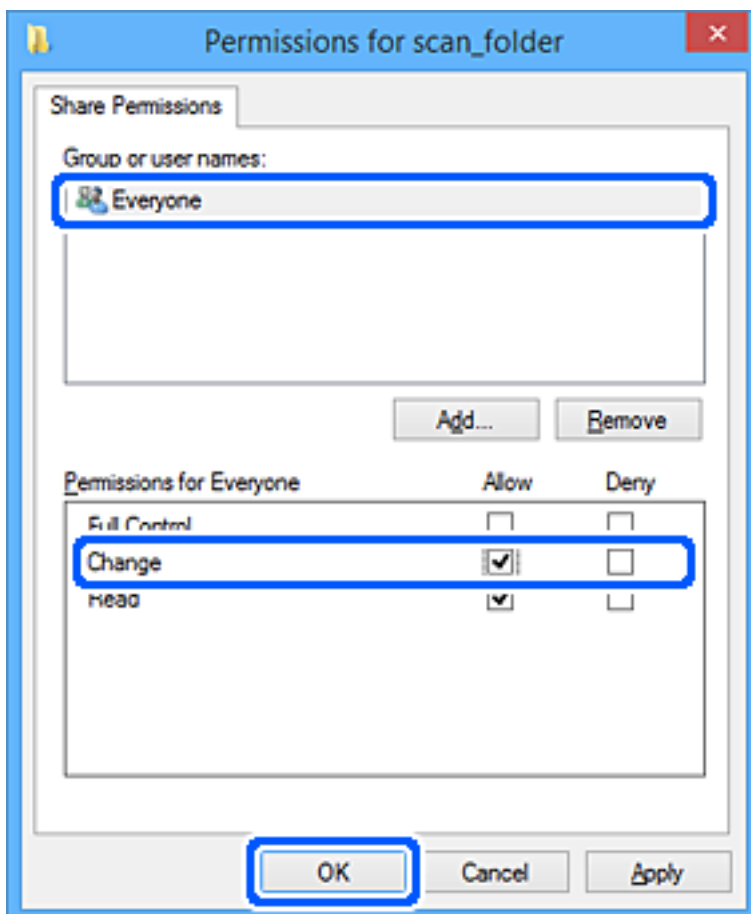 Permissions for scan_folder
Share Permissions
Group or user names:
Everyone
Add... Remove
Permissions for Everyone Allow Deny
Full Control
Change
Read
OK Cancel Apply